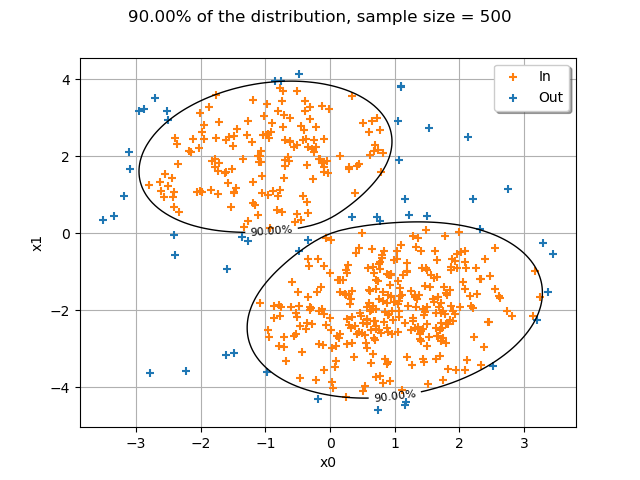 90.00% of the distribution, sample size = 500
In
Out
4
2
0
−2
−4
x1
90.00%
90.00%
−3
−2
−1
0
1
2
3
x0